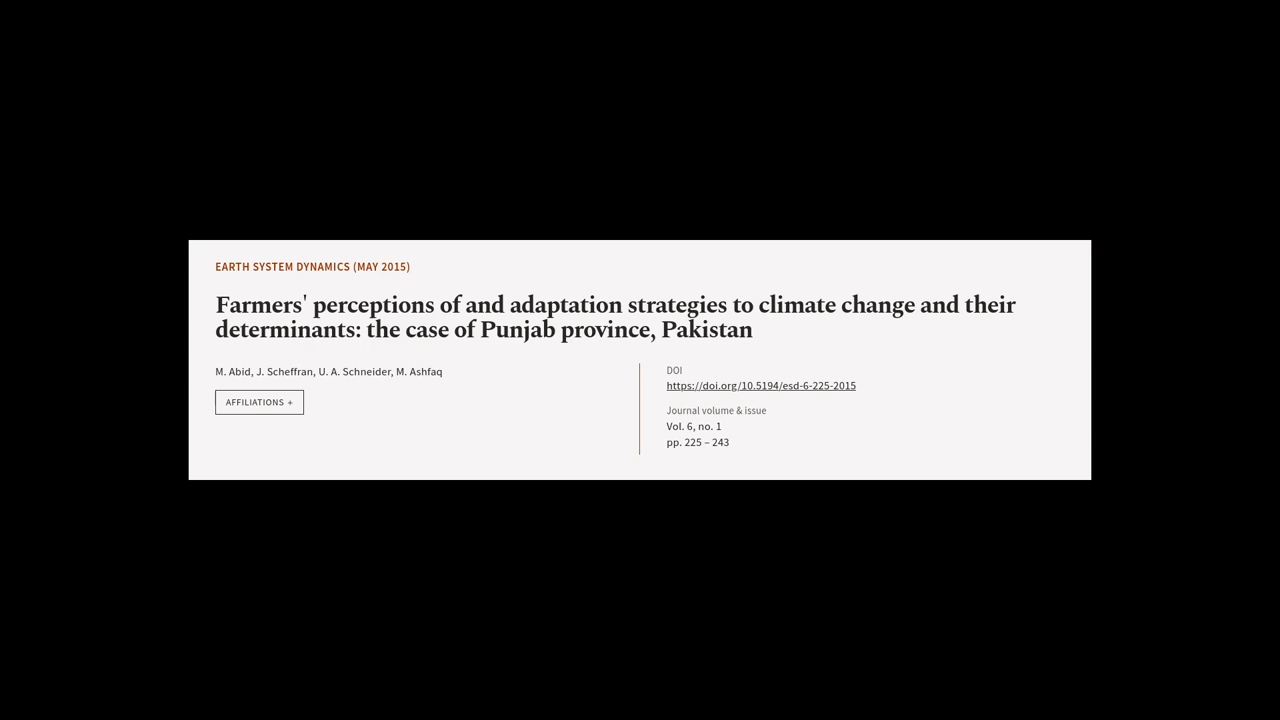 EARTH SYSTEM DYNAMICS (MAY 2015)
Farmers' perceptions of and adaptation strategies to climate change and their
determinants: the case of Punjab province, Pakistan
M. Abid, J. Scheffran, U. A. Schneider, M. Ashfaq
AFFILIATIONS +
DOI
https://doi.org/10.5194/esd-6-225-2015
Journal volume & issue
Vol. 6, no. 1
pp. 225 – 243